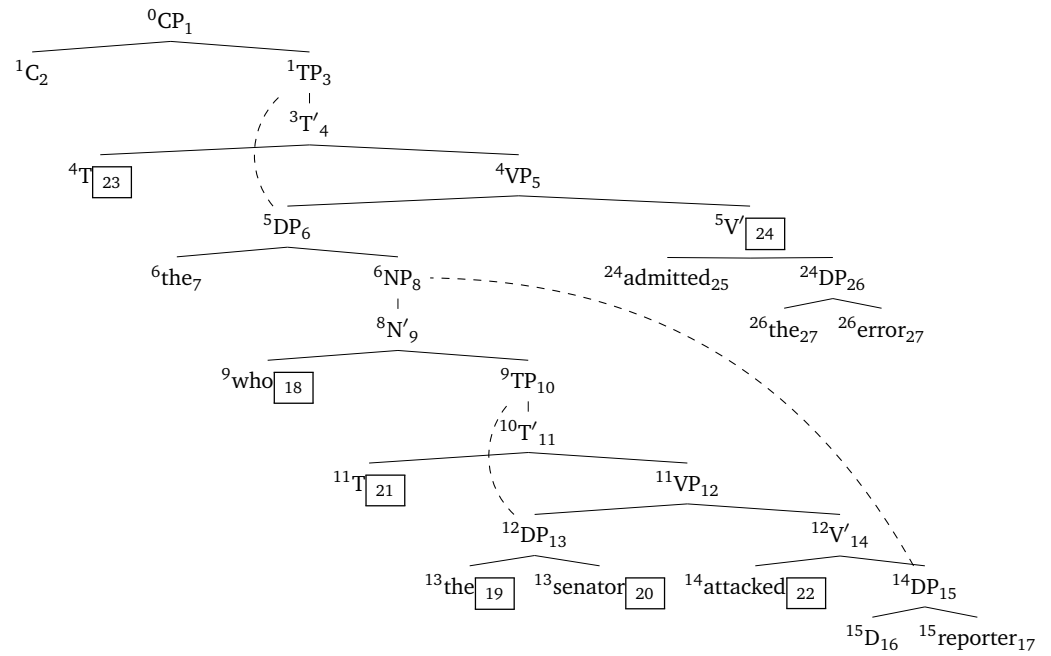 ⁰CP₁
¹C₂ ¹TP₃
³T′₄
⁴T 23 ⁴VP₅
⁵DP₆ ⁵V′ 24
⁶the₇ ⁶NP₈ ²⁴admitted₂₅ ²⁴DP₂₆
⁸N′₉ ²⁶the₂₇ ²⁶error₂₇
⁹who 18 ⁹TP₁₀
¹⁰T′₁₁
¹¹T 21 ¹¹VP₁₂
¹²DP₁₃ ¹²V′₁₄
¹³the 19 ¹³senator 20 ¹⁴attacked 22 ¹⁴DP₁₅
¹⁵D₁₆ ¹⁵reporter₁₇